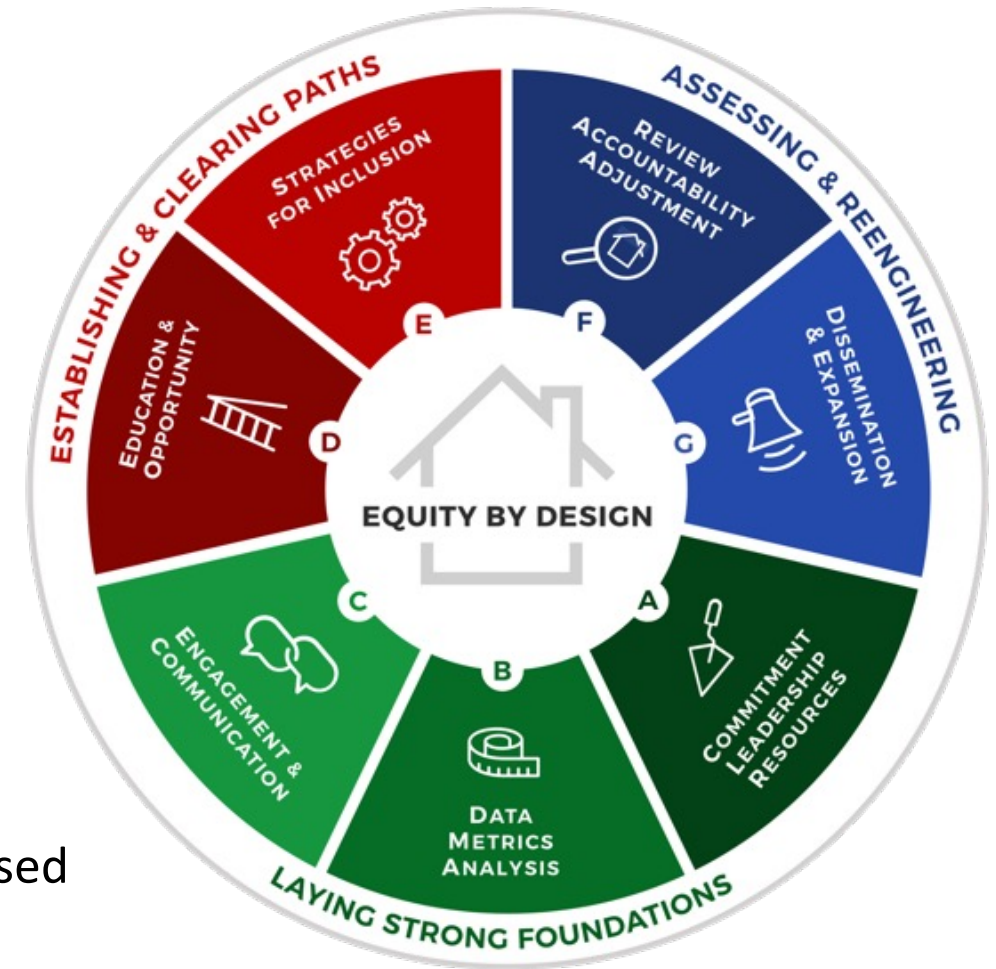 ESTABLISHING & CLEARING PATHS
ASSESSING & REENGINEERING
STRATEGIES
FOR INCLUSION
REVIEW
ACCOUNTABILITY
ADJUSTMENT
EDUCATION &
OPPORTUNITY
DISSEMINATION
& EXPANSION
E
F
D
G
EQUITY BY DESIGN
C
A
B
ENGAGEMENT &
COMMUNICATION
DATA
METRICS
ANALYSIS
COMMITMENT
LEADERSHIP
RESOURCES
sed
LAYING STRONG FOUNDATIONS